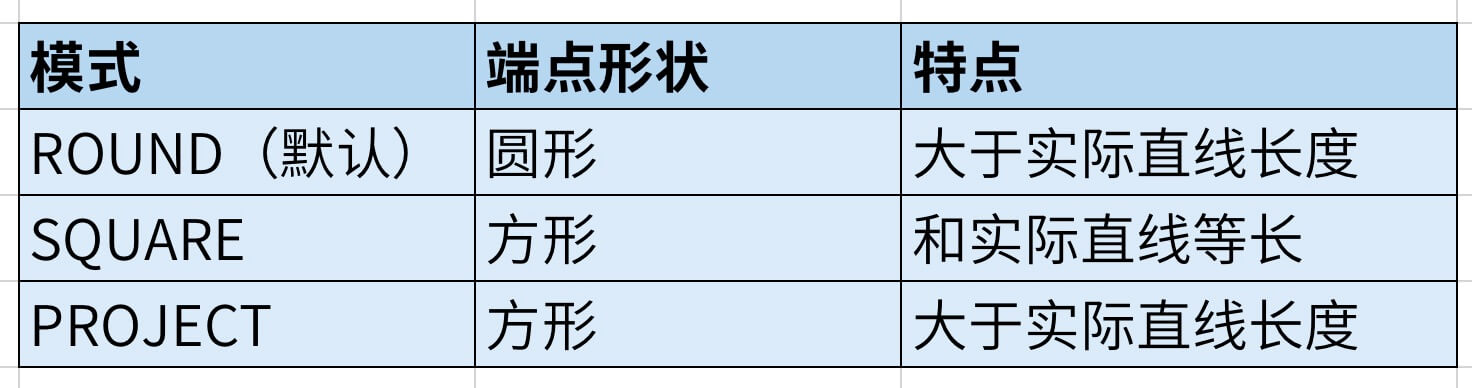 模式 端点形状 特点
ROUND（默认） 圆形 大于实际直线长度
SQUARE 方形 和实际直线等长
PROJECT 方形 大于实际直线长度